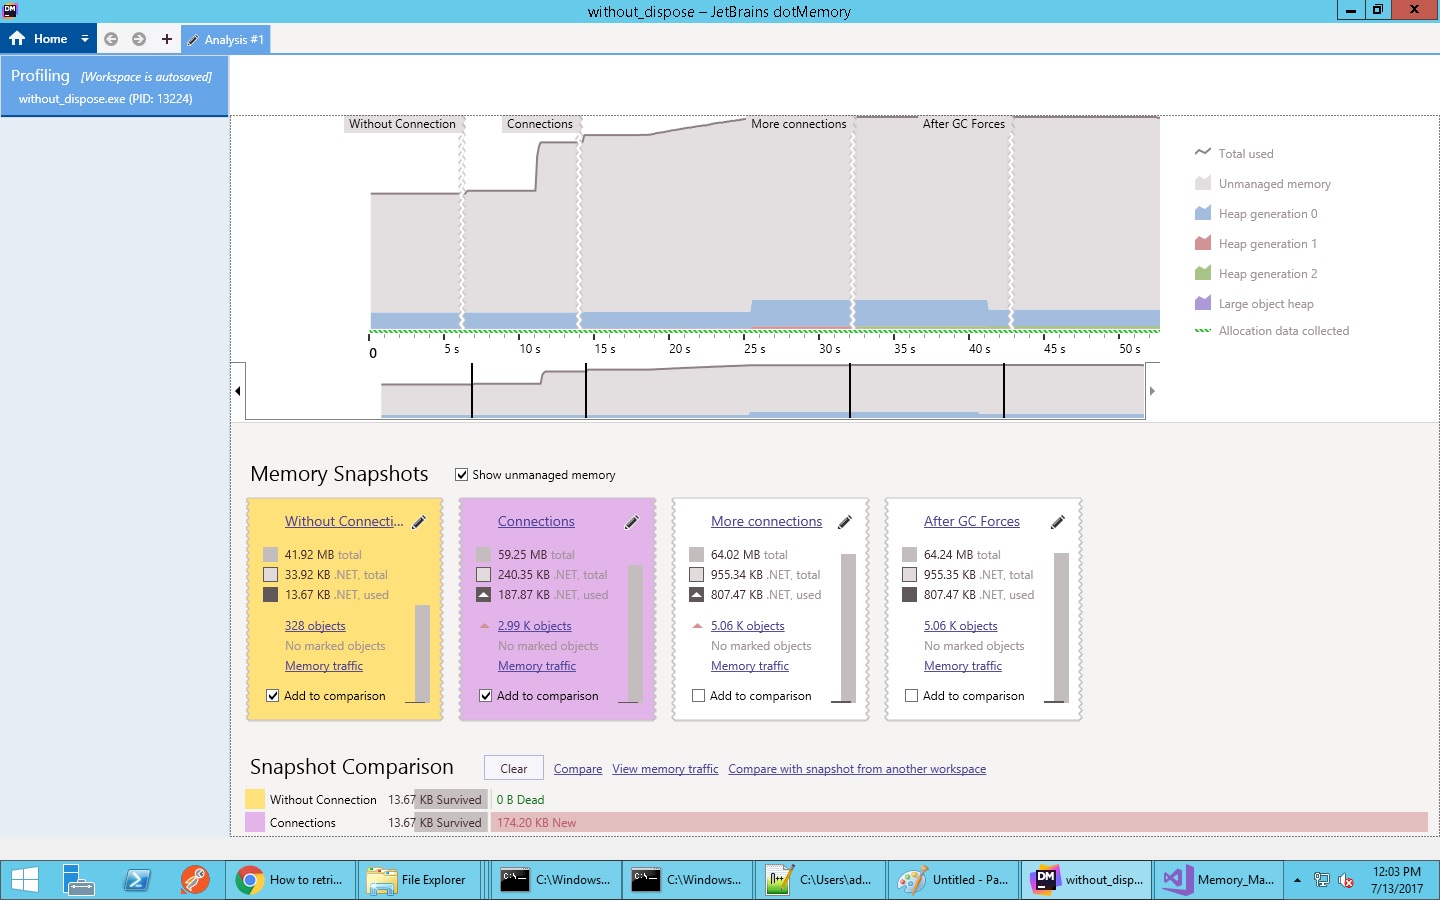 without_dispose – JetBrains dotMemory
Home
Analysis #1
Profiling [Workspace is autosaved]
without_dispose.exe (PID: 13224)
Without Connection
Connections
More connections
After GC Forces
Total used
Unmanaged memory
Heap generation 0
Heap generation 1
Heap generation 2
Large object heap
Allocation data collected
0
5 s
10 s
15 s
20 s
25 s
30 s
35 s
40 s
45 s
50 s
Memory Snapshots
Show unmanaged memory
Without Connecti...
41.92 MB total
33.92 KB .NET, total
13.67 KB .NET, used
328 objects
No marked objects
Memory traffic
Add to comparison
Connections
59.25 MB total
240.35 KB .NET, total
187.87 KB .NET, used
2.99 K objects
No marked objects
Memory traffic
Add to comparison
More connections
64.02 MB total
955.34 KB .NET, total
807.47 KB .NET, used
5.06 K objects
No marked objects
Memory traffic
Add to comparison
After GC Forces
64.24 MB total
955.35 KB .NET, total
807.47 KB .NET, used
5.06 K objects
No marked objects
Memory traffic
Add to comparison
Snapshot Comparison
Clear
Compare
View memory traffic
Compare with snapshot from another workspace
Without Connection 13.67 KB Survived 0 B Dead
Connections 13.67 KB Survived 174.20 KB New
How to retri...
File Explorer
C:\Windows...
C:\Windows...
C:\Users\ad...
Untitled - Pa...
without_disp...
Memory_Ma...
12:03 PM
7/13/2017